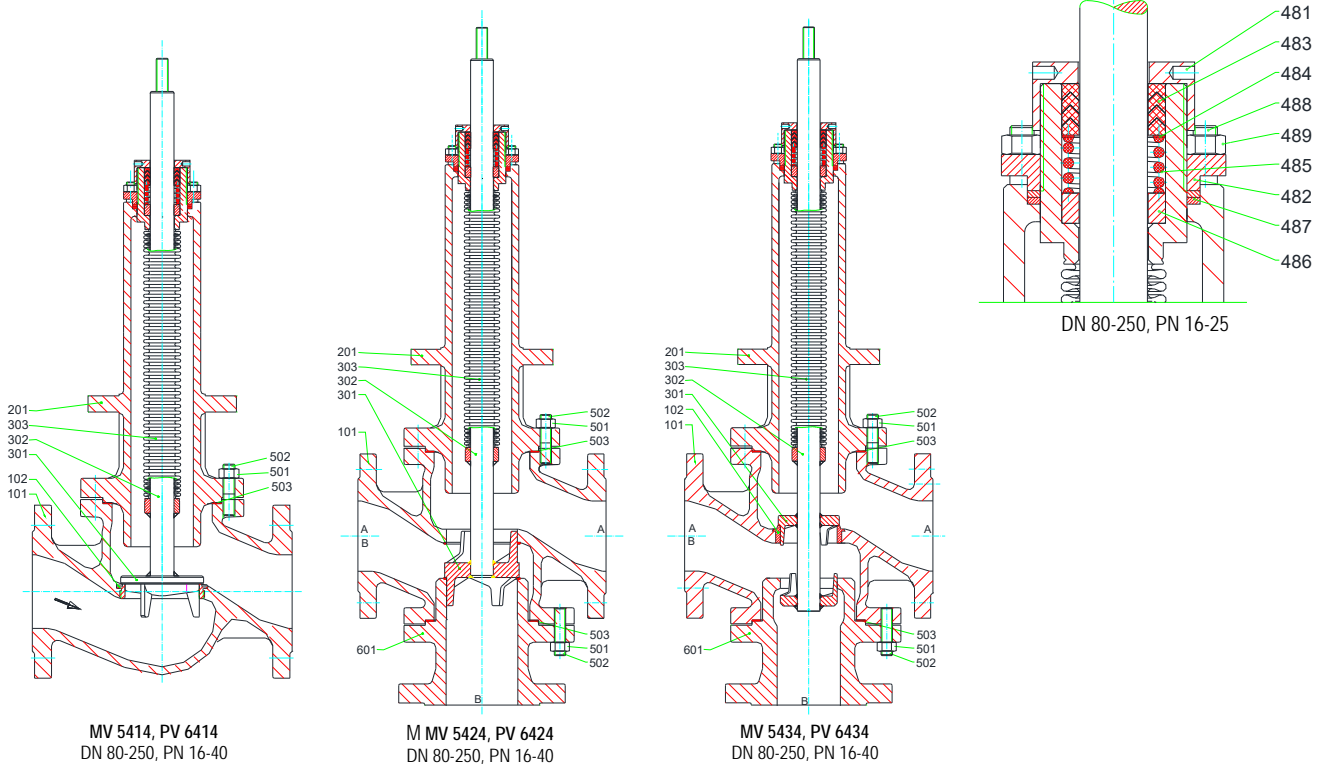 201
303
302
301
102
101
502
501
503
MV 5414, PV 6414
DN 80-250, PN 16-40
201
303
302
301
101
502
501
503
A
B
A
503
501
502
601
B
M MV 5424, PV 6424
DN 80-250, PN 16-40
201
303
302
301
102
101
502
501
503
A
B
A
503
501
502
601
B
MV 5434, PV 6434
DN 80-250, PN 16-40
481
483
484
488
489
485
482
487
486
DN 80-250, PN 16-25